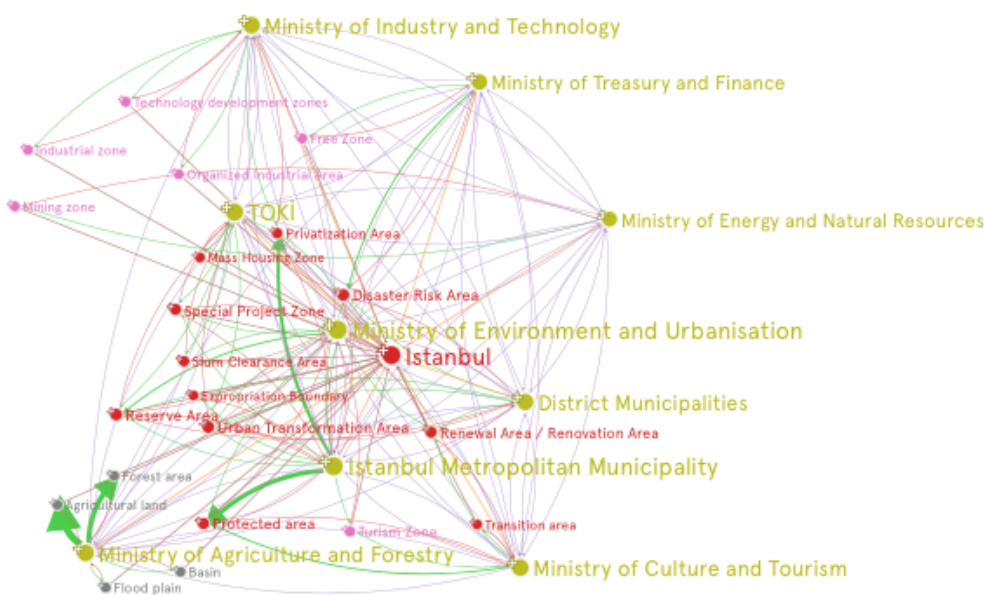 Ministry of Industry and Technology
Ministry of Treasury and Finance
Technology development zones
Free Zone
Industrial zone
Organized Industrial Area
Mining zone
TOKİ
Ministry of Energy and Natural Resources
Privatization Area
Mass Housing Zone
Disaster Risk Area
Special Project Zone
Ministry of Environment and Urbanisation
Istanbul
Slum Clearance Area
Expropriation Boundary
District Municipalities
Reserve Area
Urban Transformation Area
Renewal Area / Renovation Area
Istanbul Metropolitan Municipality
Forest area
Agricultural land
Protected area
Turism Zone
Transition area
Ministry of Agriculture and Forestry
Ministry of Culture and Tourism
Basin
Flood plain